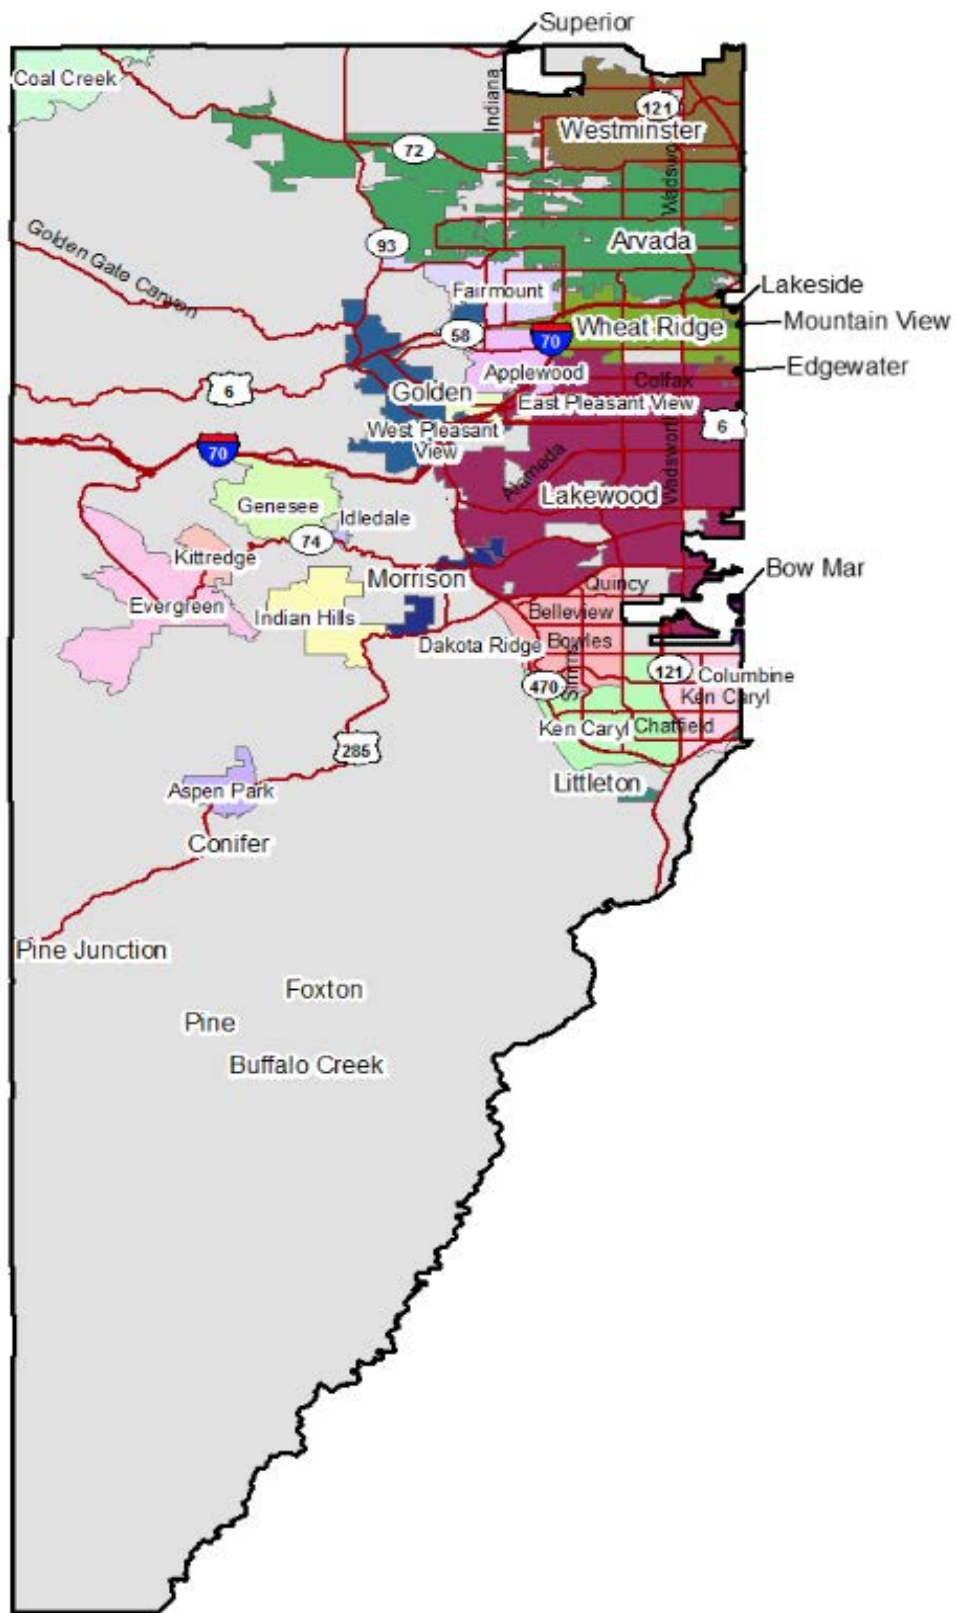 Superior
Coal Creek
Indiana
121
Westminster
72
Wadswo
Golden Gate Canyon
93
Arvada
Fairmount
Lakeside
58
70
Wheat Ridge
Mountain View
Applewood
Edgewater
6
Golden
Colfax
East Pleasant View
West Pleasant
View
6
70
Wadsworth
Alameda
Lakewood
Genesee
Idledale
74
Kittredge
Morrison
Bow Mar
Quincy
Evergreen
Indian Hills
Belleview
Dakota Ridge
Bowles
121
Columbine
470
Simms
Ken Caryl
Ken Caryl
Chatfield
285
Aspen Park
Littleton
Conifer
Pine Junction
Foxton
Pine
Buffalo Creek